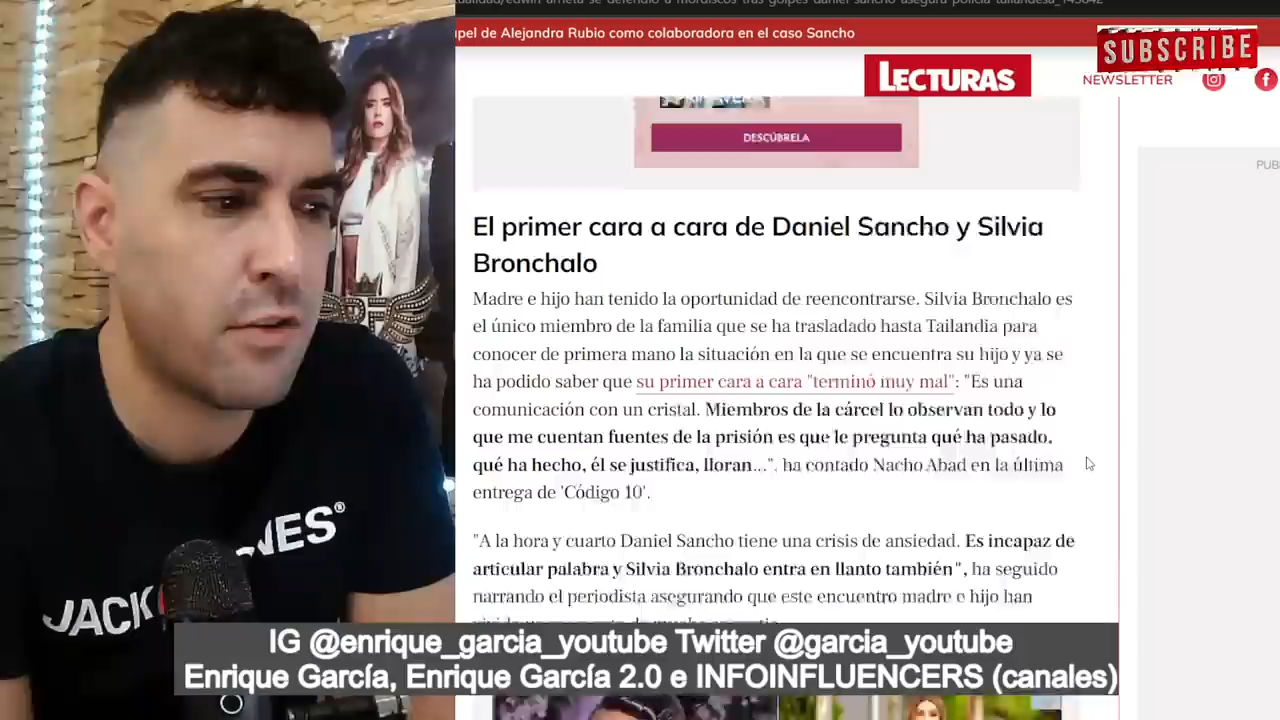 apel de Alejandra Rubio como colaboradora en el caso Sancho
SUBSCRIBE
LECTURAS
NEWSLETTER
DESCÚBRELA
PUB
El primer cara a cara de Daniel Sancho y Silvia
Bronchalo
Madre e hijo han tenido la oportunidad de reencontrarse. Silvia Bronchalo es
el único miembro de la familia que se ha trasladado hasta Tailandia para
conocer de primera mano la situación en la que se encuentra su hijo y ya se
ha podido saber que su primer cara a cara "terminó muy mal": "Es una
comunicación con un cristal. Miembros de la cárcel lo observan todo y lo
que me cuentan fuentes de la prisión es que le pregunta qué ha pasado,
qué ha hecho, él se justifica, lloran...", ha contado Nacho Abad en la última
entrega de 'Código 10'.
"A la hora y cuarto Daniel Sancho tiene una crisis de ansiedad. Es incapaz de
articular palabra y Silvia Bronchalo entra en llanto también", ha seguido
narrando el periodista asegurando que este encuentro madre e hijo han
JACK NES®
IG @enrique_garcia_youtube Twitter @garcia_youtube
Enrique García, Enrique García 2.0 e INFOINFLUENCERS (canales)